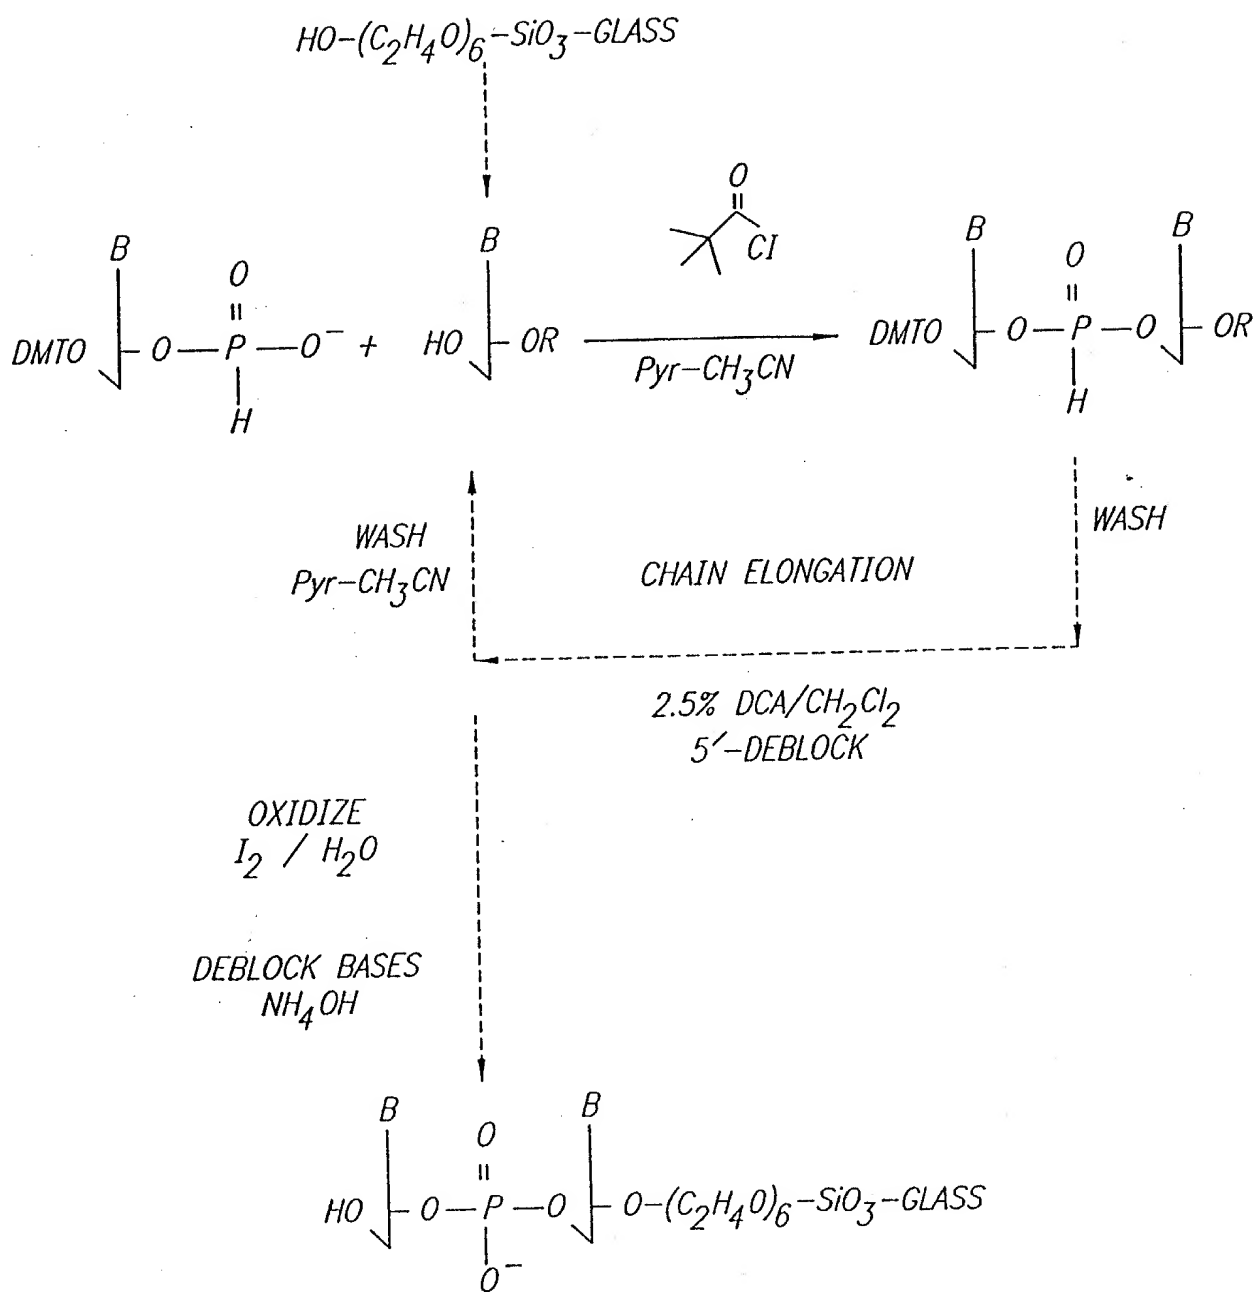 HO-(C2H4O)6-SiO3-GLASS
O
Cl
B
O
DMTO O-P-O- +
H
B
HO OR
Pyr-CH3CN
B
O
B
DMTO O-P-O OR
H
WASH
Pyr-CH3CN
CHAIN ELONGATION
WASH
2.5% DCA/CH2Cl2
5'-DEBLOCK
OXIDIZE
I2 / H2O
DEBLOCK BASES
NH4OH
B
O
B
HO O-P-O O-(C2H4O)6-SiO3-GLASS
O-